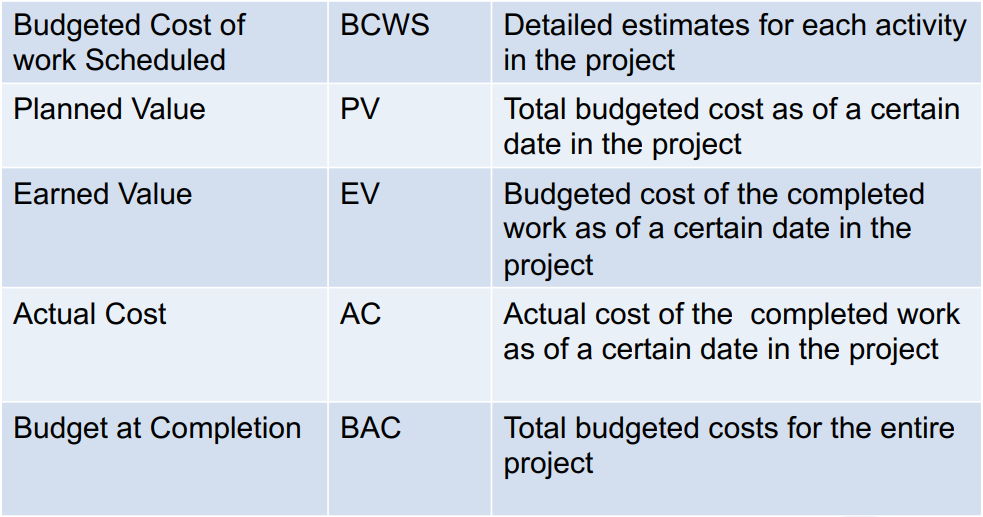 Budgeted Cost of
work Scheduled
BCWS
Detailed estimates for each activity
in the project
Planned Value
PV
Total budgeted cost as of a certain
date in the project
Earned Value
EV
Budgeted cost of the completed
work as of a certain date in the
project
Actual Cost
AC
Actual cost of the  completed work
as of a certain date in the project
Budget at Completion
BAC
Total budgeted costs for the entire
project